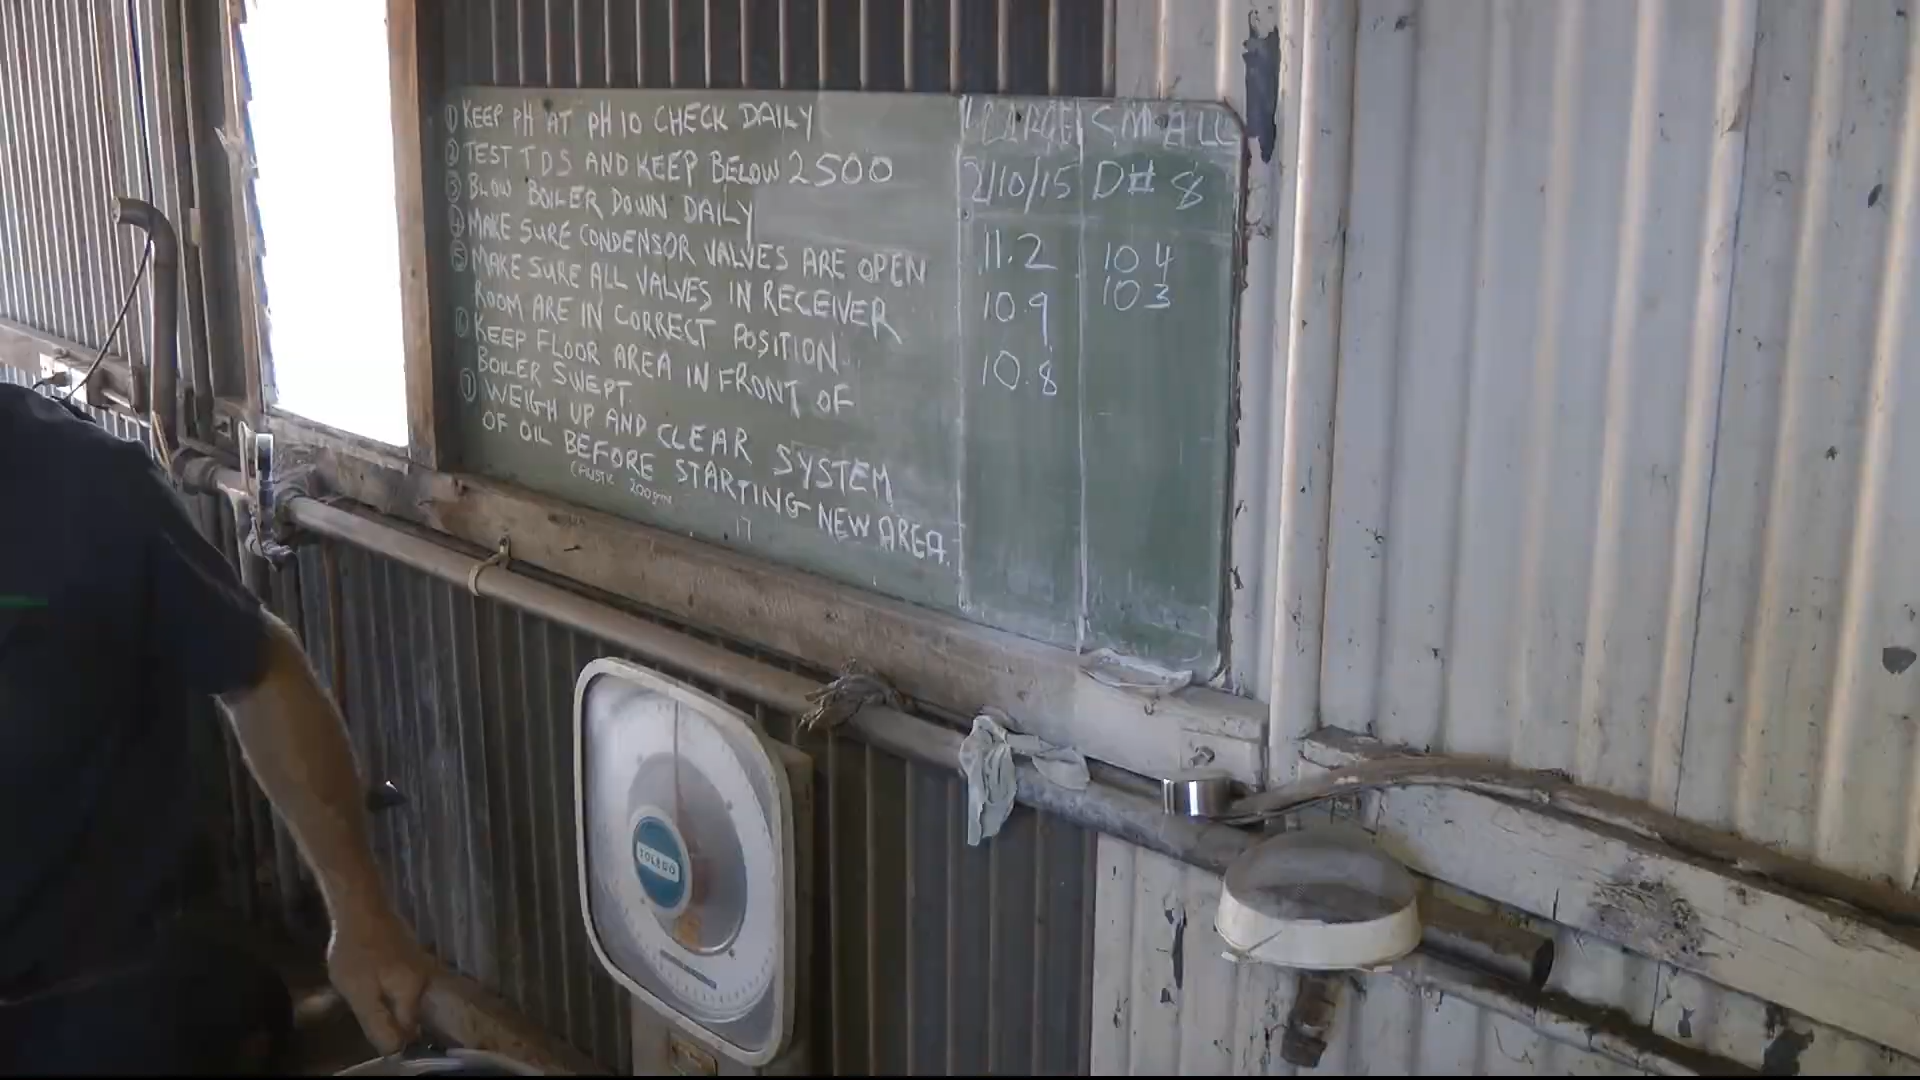 ① KEEP PH AT PH 10 CHECK DAILY
② TEST TDS AND KEEP BELOW 2500
③ BLOW BOILER DOWN DAILY
④ MAKE SURE CONDENSOR VALVES ARE OPEN
⑤ MAKE SURE ALL VALVES IN RECEIVER
ROOM ARE IN CORRECT POSITION
⑥ KEEP FLOOR AREA IN FRONT OF
BOILER SWEPT.
⑦ WEIGH UP AND CLEAR SYSTEM
OF OIL BEFORE STARTING NEW AREA.
CAUSTIC 200gms
17
LARGE SMALL
2/10/15 D# 8
11.2 10 4
10.9 10 3
10.8
TOLEDO